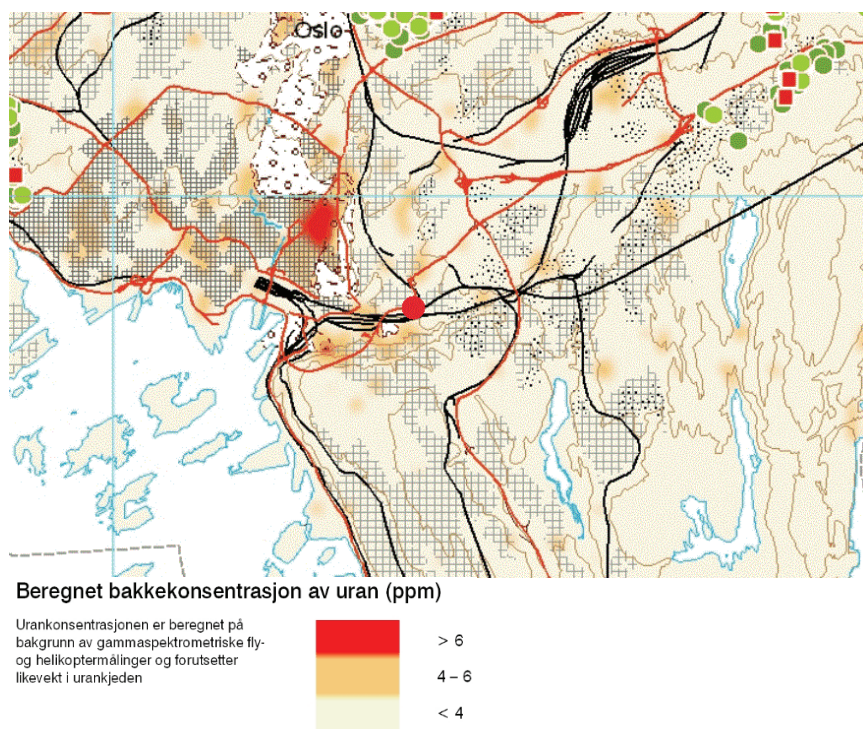 Oslo
Beregnet bakkekonsentrasjon av uran (ppm)
Urankonsentrasjonen er beregnet på
bakgrunn av gammaspektrometriske fly-
og helikoptermålinger og forutsetter
likevekt i urankjeden
> 6
4 – 6
< 4